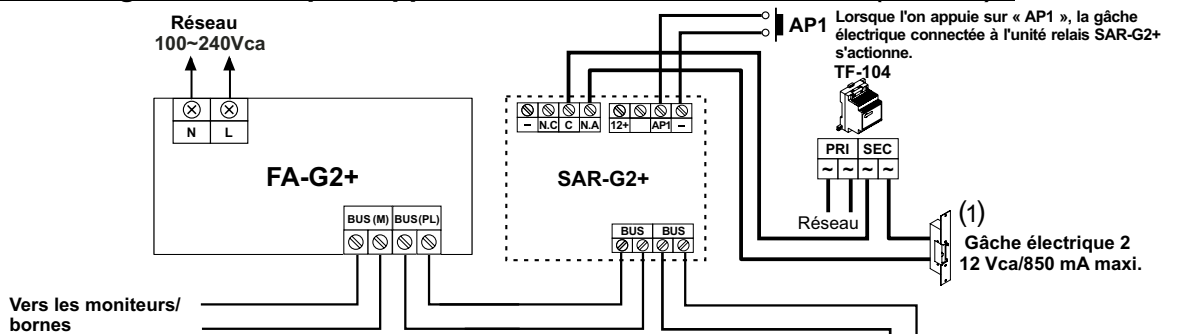 Réseau
100~240Vca
N
L
FA-G2+
BUS (M)
BUS(PL)
Vers les moniteurs/
bornes
–
N.C
C
N.A
12+
AP1
–
SAR-G2+
BUS
BUS
AP1
Lorsque l'on appuie sur « AP1 », la gâche
électrique connectée à l'unité relais SAR-G2+
s'actionne.
TF-104
PRI
SEC
~
~
~
~
Réseau
(1)
Gâche électrique 2
12 Vca/850 mA maxi.